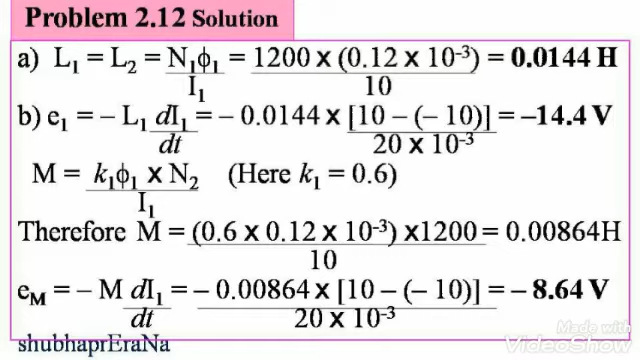 Problem 2.12 Solution
a) L₁ = L₂ = N₁ϕ₁ = 1200 x (0.12 x 10⁻³) = 0.0144 H
I₁ 10
b) e₁ = – L₁ dI₁ = – 0.0144 x [10 – (– 10)] = –14.4 V
dt 20 x 10⁻³
M = k₁ϕ₁ x N₂ (Here k₁ = 0.6)
I₁
Therefore M = (0.6 x 0.12 x 10⁻³) x1200 = 0.00864H
10
eM = – M dI₁ = – 0.00864 x [10 – (– 10)] = – 8.64 V
dt 20 x 10⁻³
shubhaprEraNa
Made with
VideoShow